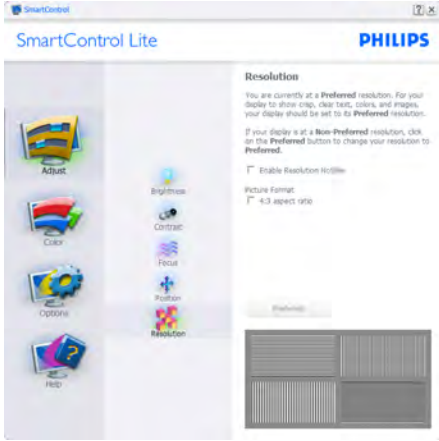 SmartControl
SmartControl Lite
PHILIPS
Adjust
Color
Options
Help
Brightness
Contrast
Focus
Position
Resolution
Resolution
You are currently at a Preferred resolution. For your
display to show crisp, clear text, colors, and images,
your display should be set to its Preferred resolution.
If your display is at a Non-Preferred resolution, click
on the Preferred button to change your resolution to
Preferred.
Enable Resolution Notifier
Picture Format
4:3 aspect ratio
Preferred